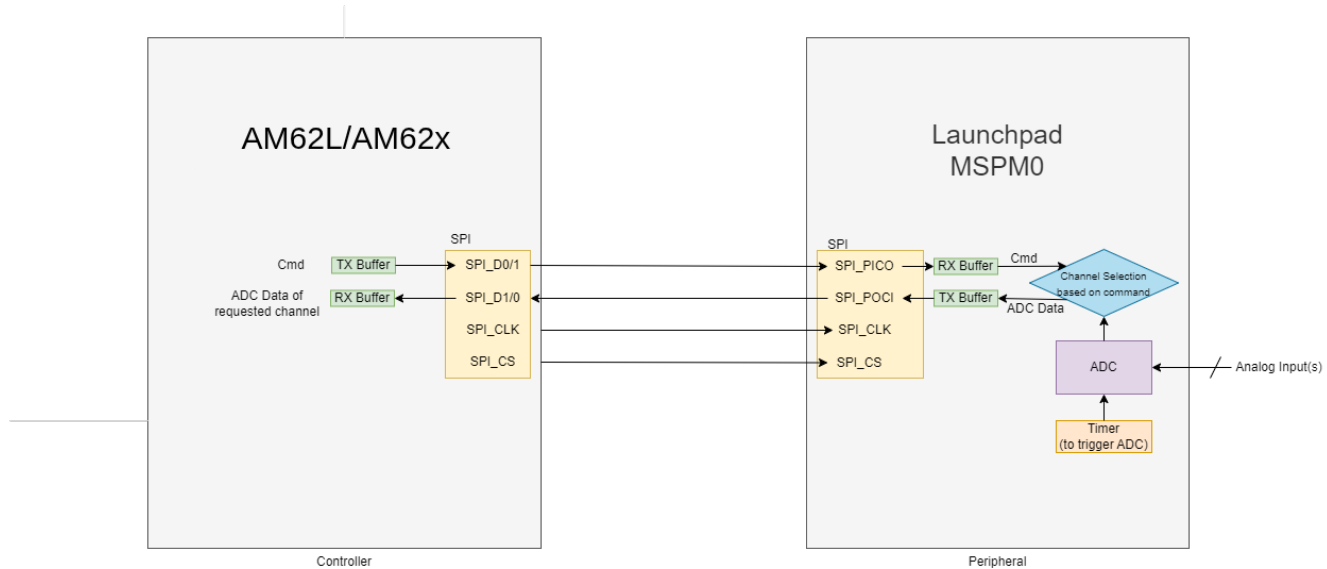 AM62L/AM62x
SPI
Cmd
TX Buffer
SPI_D0/1
ADC Data of
requested channel
RX Buffer
SPI_D1/0
SPI_CLK
SPI_CS
Controller
Launchpad
MSPM0
SPI
SPI_PICO
RX Buffer
Cmd
Channel Selection
based on command
SPI_POCI
TX Buffer
ADC Data
SPI_CLK
SPI_CS
ADC
Analog Input(s)
Timer
(to trigger ADC)
Peripheral